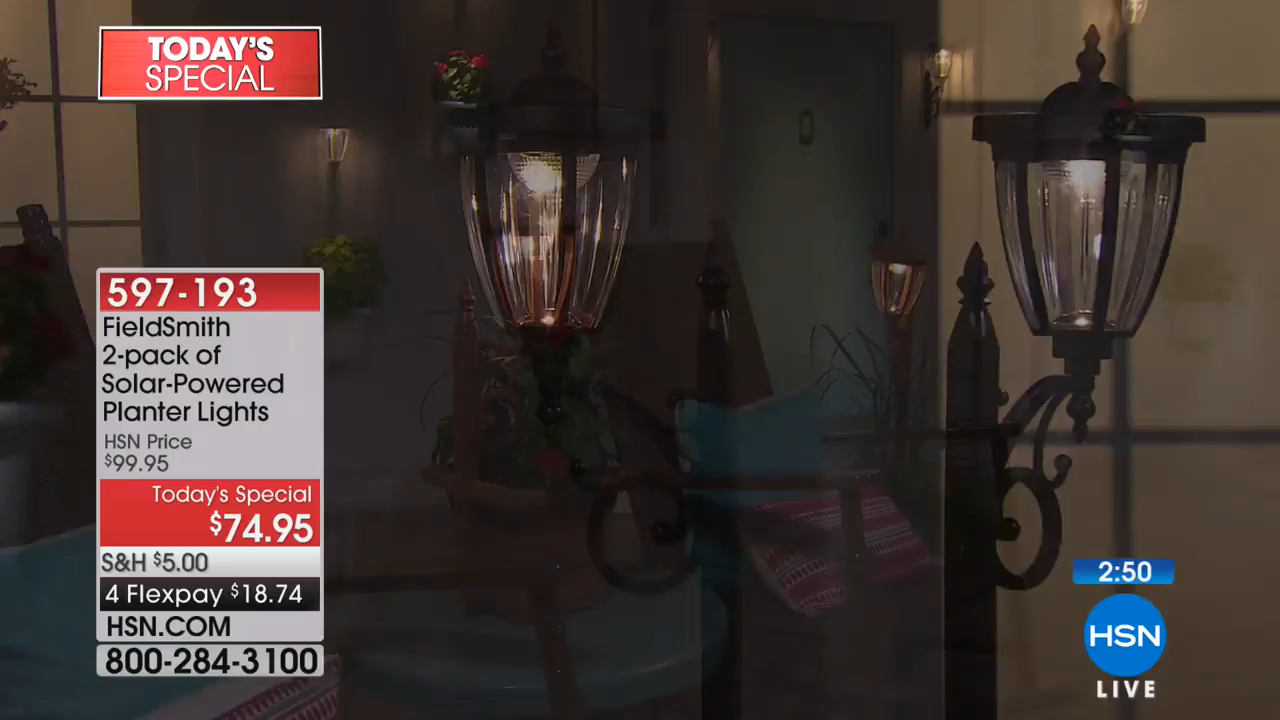 TODAY'S
SPECIAL
597-193
FieldSmith
2-pack of
Solar-Powered
Planter Lights
HSN Price
$99.95
Today's Special
$74.95
S&H $5.00
4 Flexpay $18.74
HSN.COM
800-284-3100
2:50
HSN
LIVE